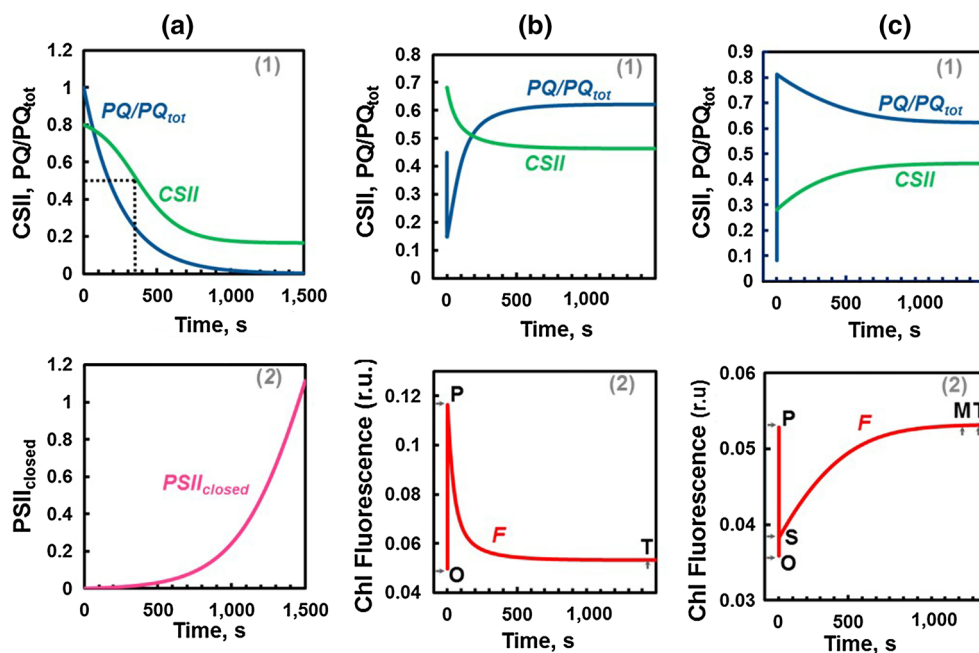 (a)
(b)
(c)
CSII, PQ/PQtot
1.2
1
0.8
0.6
0.4
0.2
0
(1)
PQ/PQtot
CSII
0
500
1,000
1,500
Time, s
CSII, PQ/PQtot
0.8
0.7
0.6
0.5
0.4
0.3
0.2
0.1
(1)
PQ/PQtot
CSII
0
500
1,000
Time, s
CSII, PQ/PQtot
0.9
0.8
0.7
0.6
0.5
0.4
0.3
0.2
0.1
0
(1)
PQ/PQtot
CSII
0
500
1,000
Time, s
PSIIclosed
1.2
1
0.8
0.6
0.4
0.2
0
(2)
PSIIclosed
0
500
1,000
1,500
Time, s
Chl Fluorescence (r.u.)
0.12
0.1
0.08
0.06
0.04
(2)
P
F
T
O
0
500
1,000
Time, s
Chl Fluorescence (r.u)
0.06
0.05
0.04
0.03
(2)
P
MT
F
S
O
0
500
1,000
Time, s